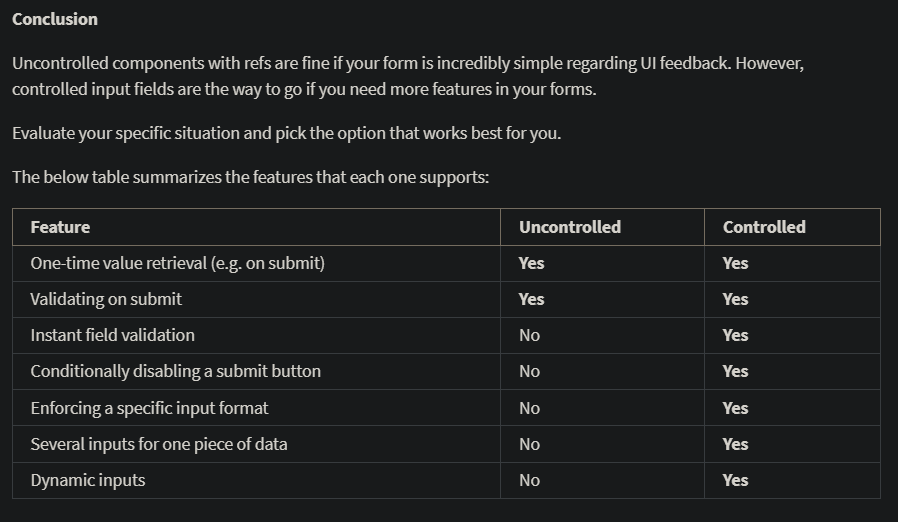 Conclusion
Uncontrolled components with refs are fine if your form is incredibly simple regarding UI feedback. However,
controlled input fields are the way to go if you need more features in your forms.
Evaluate your specific situation and pick the option that works best for you.
The below table summarizes the features that each one supports:
Feature Uncontrolled Controlled
One-time value retrieval (e.g. on submit) Yes Yes
Validating on submit Yes Yes
Instant field validation No Yes
Conditionally disabling a submit button No Yes
Enforcing a specific input format No Yes
Several inputs for one piece of data No Yes
Dynamic inputs No Yes